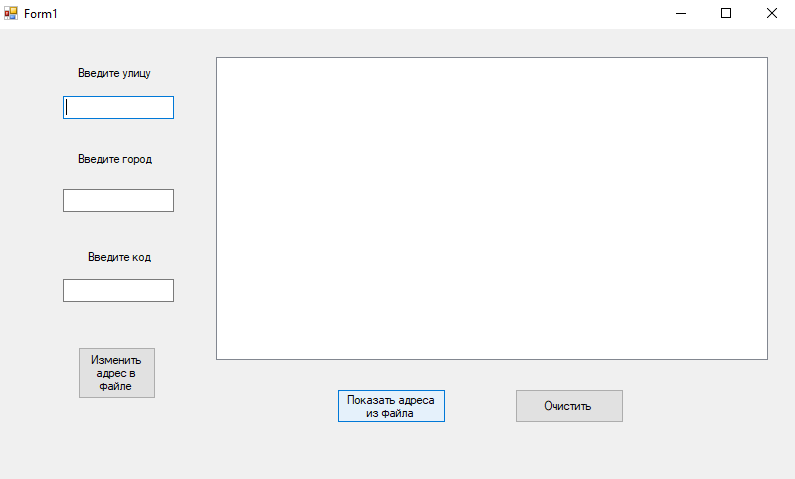 Form1
Введите улицу
Введите город
Введите код
Изменить
адрес в
файле
Показать адреса
из файла
Очистить